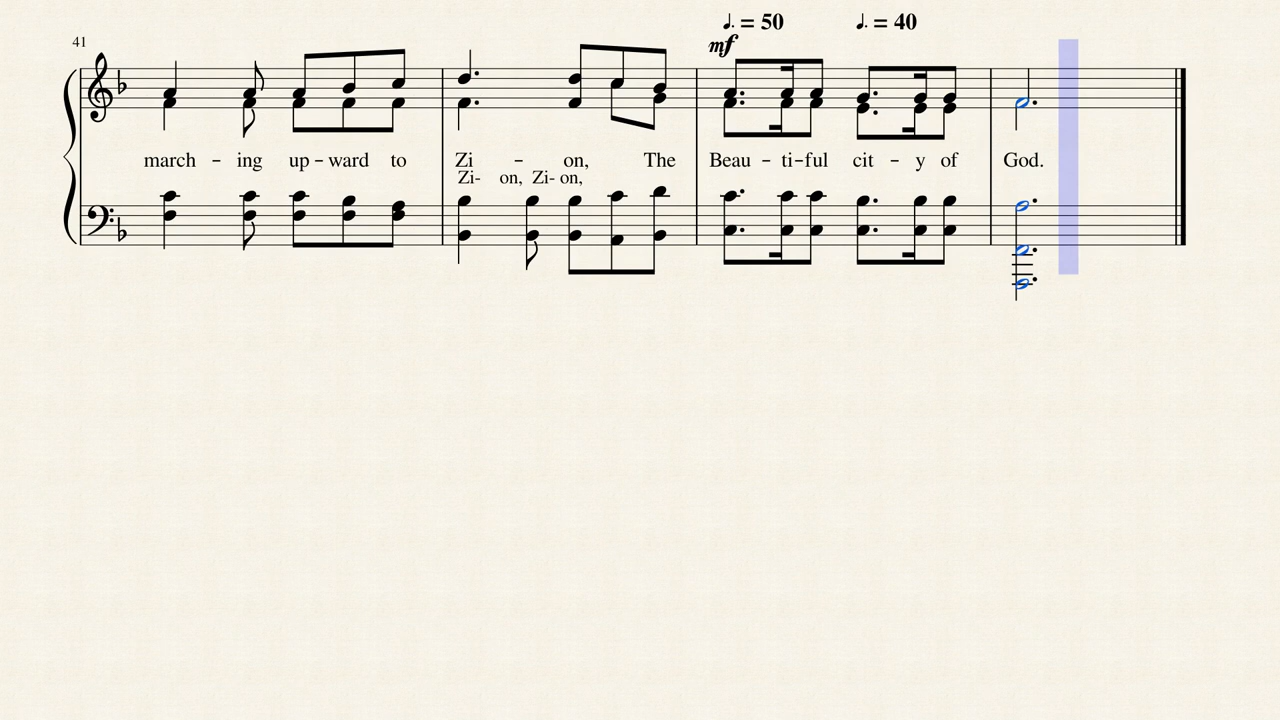 ♩. = 50 ♩. = 40
41
mf
march - ing up - ward to Zi - on, The Beau - ti - ful cit - y of God.
Zi- on, Zi- on,